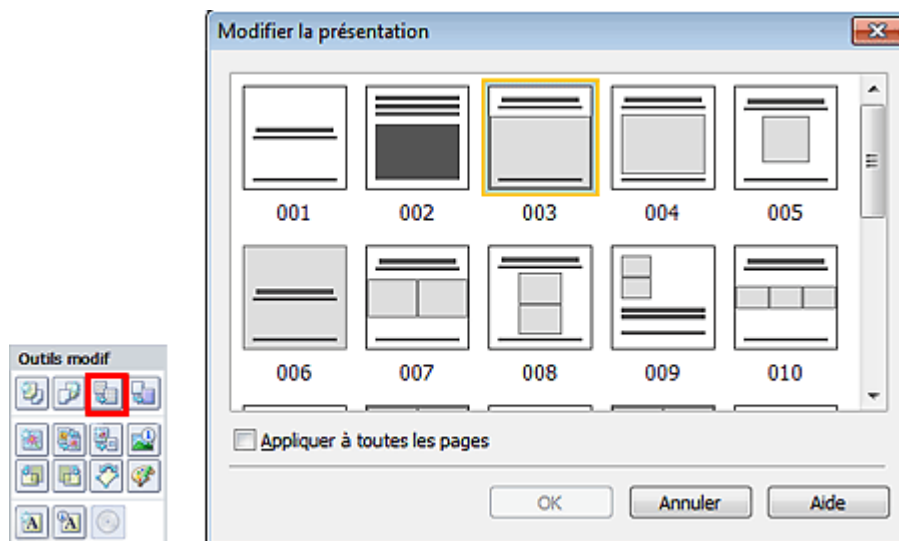 Modifier la présentation
001 002 003 004 005
006 007 008 009 010
Outils modif
Appliquer à toutes les pages
OK Annuler Aide
A A